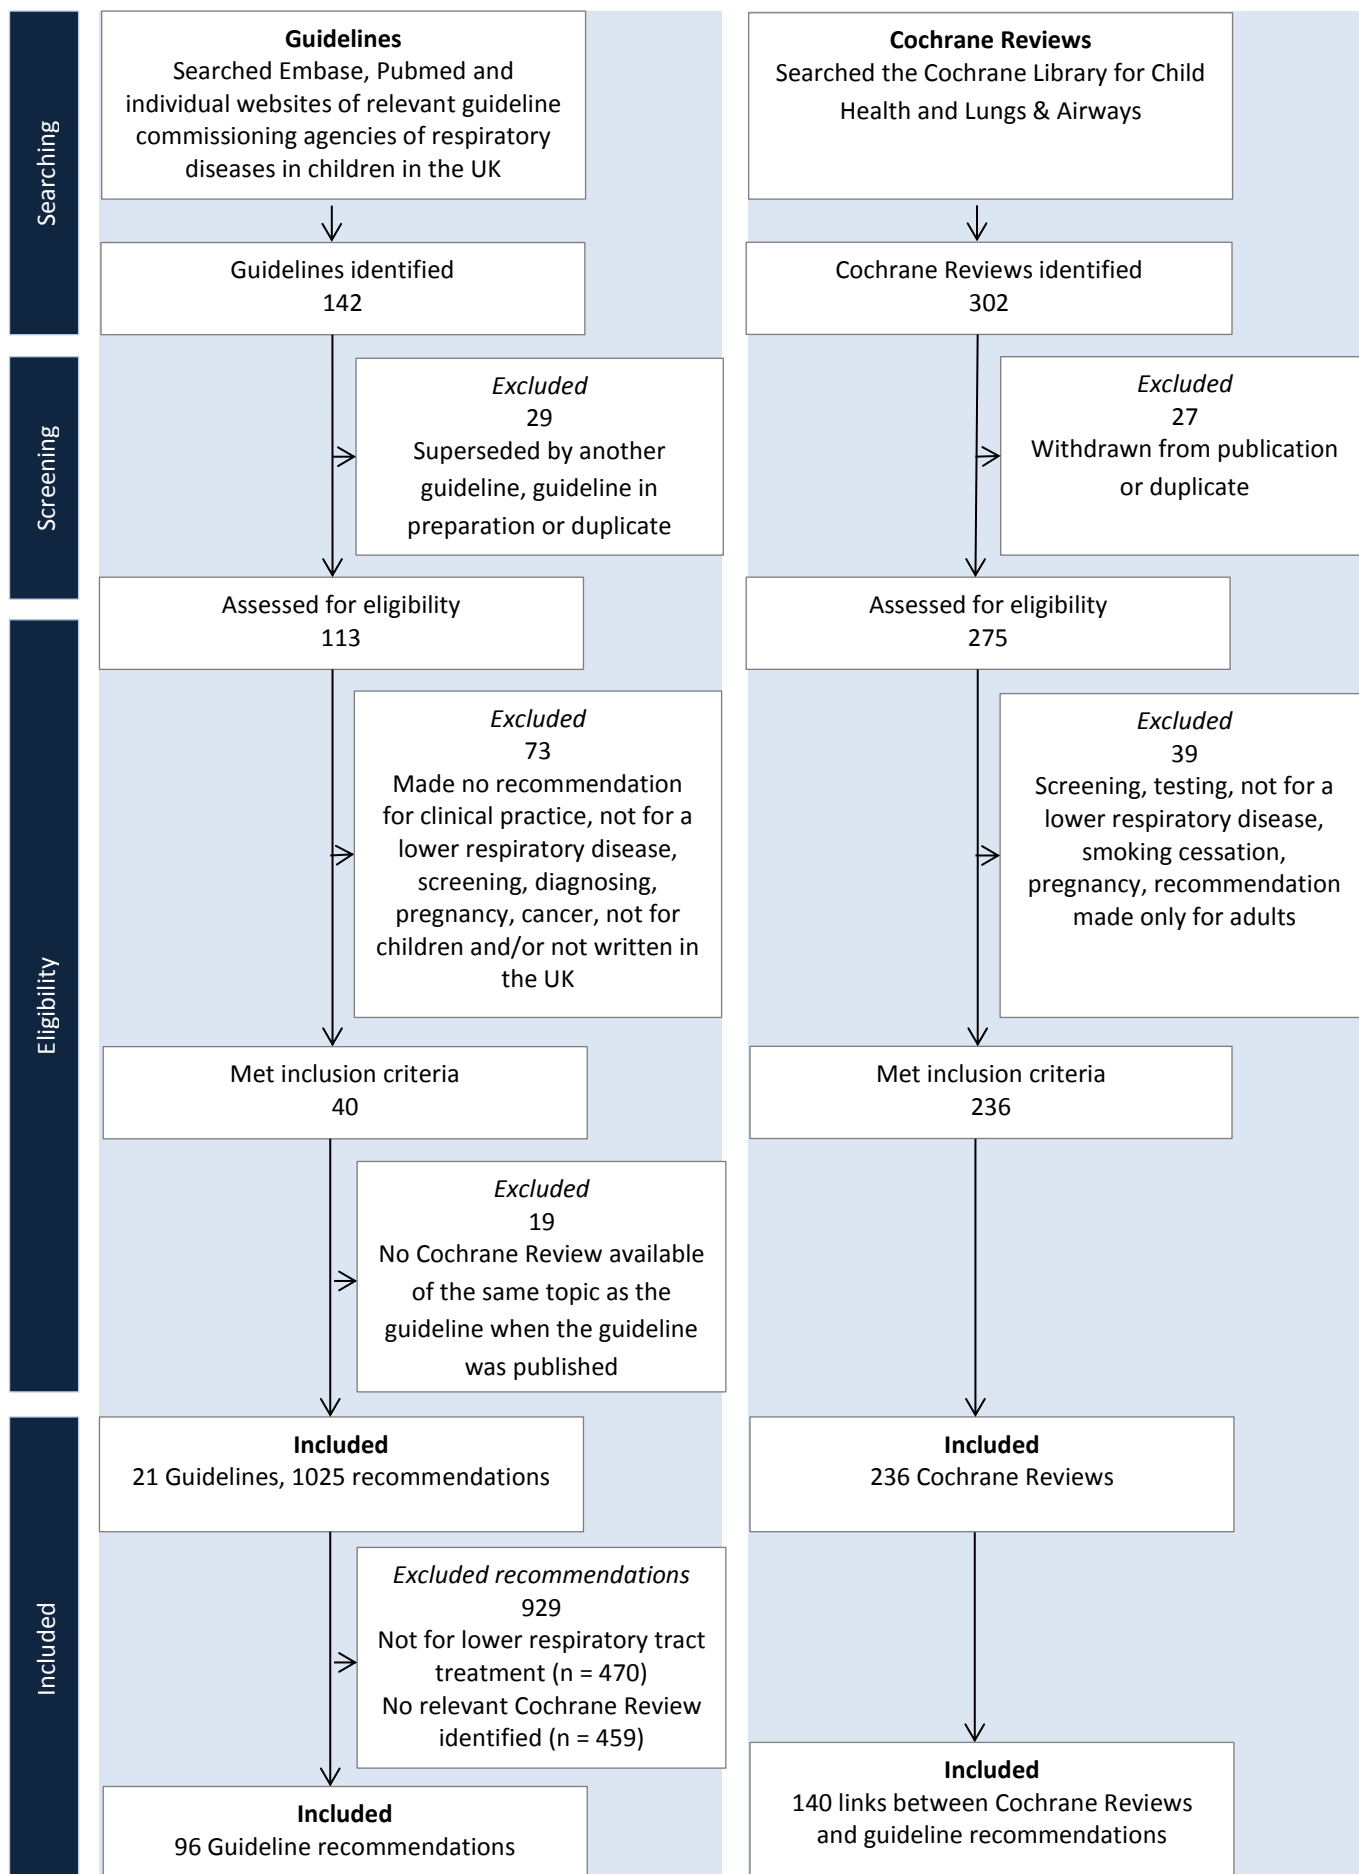 Searching
Guidelines
Searched Embase, Pubmed and
individual websites of relevant guideline
commissioning agencies of respiratory
diseases in children in the UK
Cochrane Reviews
Searched the Cochrane Library for Child
Health and Lungs & Airways
Guidelines identified
142
Cochrane Reviews identified
302
Screening
Excluded
29
Superseded by another
guideline, guideline in
preparation or duplicate
Excluded
27
Withdrawn from publication
or duplicate
Assessed for eligibility
113
Assessed for eligibility
275
Eligibility
Excluded
73
Made no recommendation
for clinical practice, not for a
lower respiratory disease,
screening, diagnosing,
pregnancy, cancer, not for
children and/or not written in
the UK
Excluded
39
Screening, testing, not for a
lower respiratory disease,
smoking cessation,
pregnancy, recommendation
made only for adults
Met inclusion criteria
40
Met inclusion criteria
236
Excluded
19
No Cochrane Review available
of the same topic as the
guideline when the guideline
was published
Included
Included
21 Guidelines, 1025 recommendations
Included
236 Cochrane Reviews
Excluded recommendations
929
Not for lower respiratory tract
treatment (n = 470)
No relevant Cochrane Review
identified (n = 459)
Included
96 Guideline recommendations
Included
140 links between Cochrane Reviews
and guideline recommendations